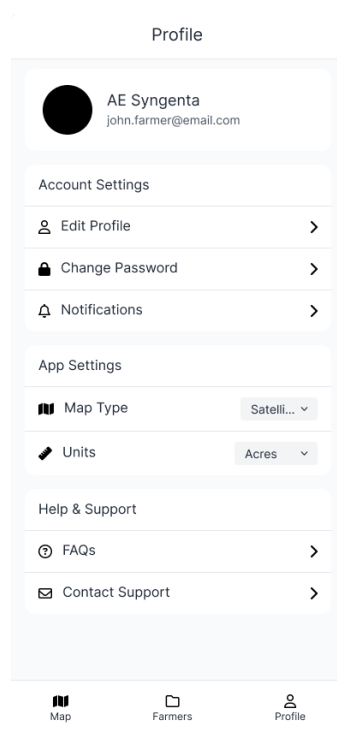 Profile
AE Syngenta
john.farmer@email.com
Account Settings
Edit Profile
Change Password
Notifications
App Settings
Map Type
Satelli...
Units
Acres
Help & Support
FAQs
Contact Support
Map
Farmers
Profile